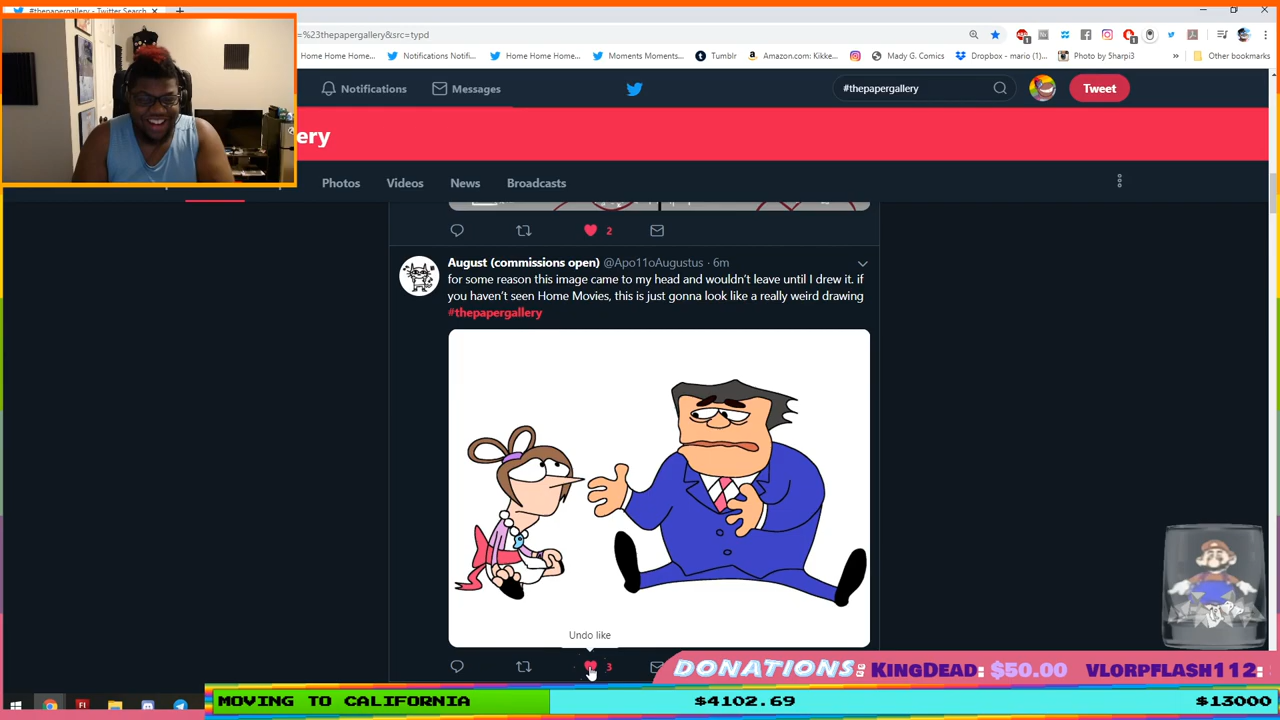 #thepapergallery - Twitter Search
=%23thepapergallery&src=typd
Home Home Home...
Notifications Notifi...
Home Home Home...
Moments Moments...
Tumblr
Amazon.com: Kikke...
Mady G. Comics
Dropbox - mario (1...
Photo by 5harpi3
»
Other bookmarks
Notifications
Messages
#thepapergallery
Tweet
ery
Photos
Videos
News
Broadcasts
2
August (commissions open) @Apo11oAugustus · 6m
for some reason this image came to my head and wouldn't leave until I drew it. if
you haven't seen Home Movies, this is just gonna look like a really weird drawing
#thepapergallery
Undo like
3
DONATIONS: KINGDEAD: $50.00 VLORPFLASH112:
MOVING TO CALIFORNIA
$4102.69
$13000